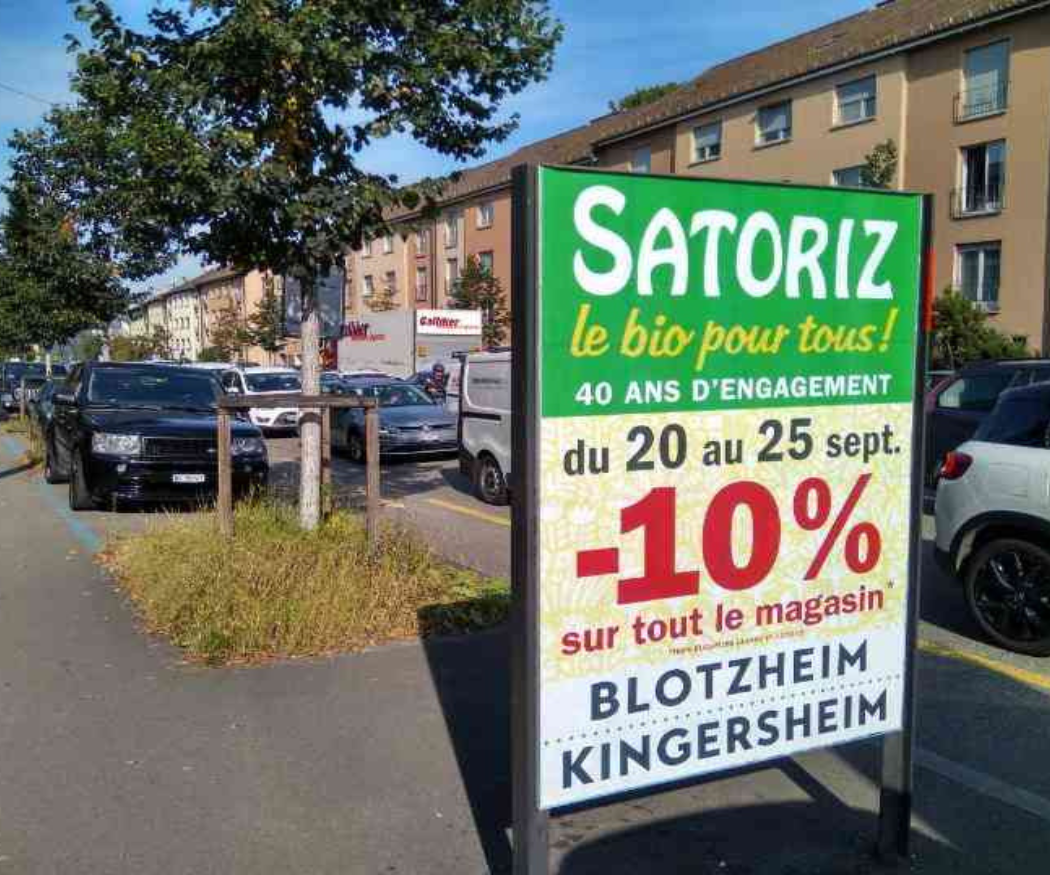 SATORIZ
le bio pour tous!
40 ANS D'ENGAGEMENT
du 20 au 25 sept.
-10%
sur tout le magasin*
BLOTZHEIM
KINGERSHEIM